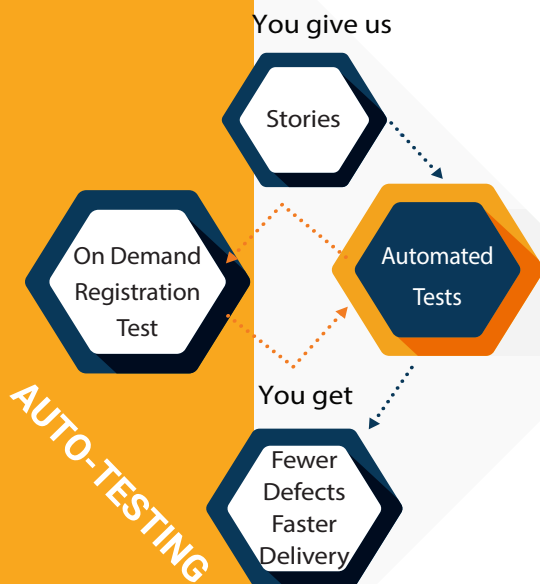 You give us
Stories
On Demand
Registration
Test
Automated
Tests
You get
Fewer
Defects
Faster
Delivery
AUTO-TESTING